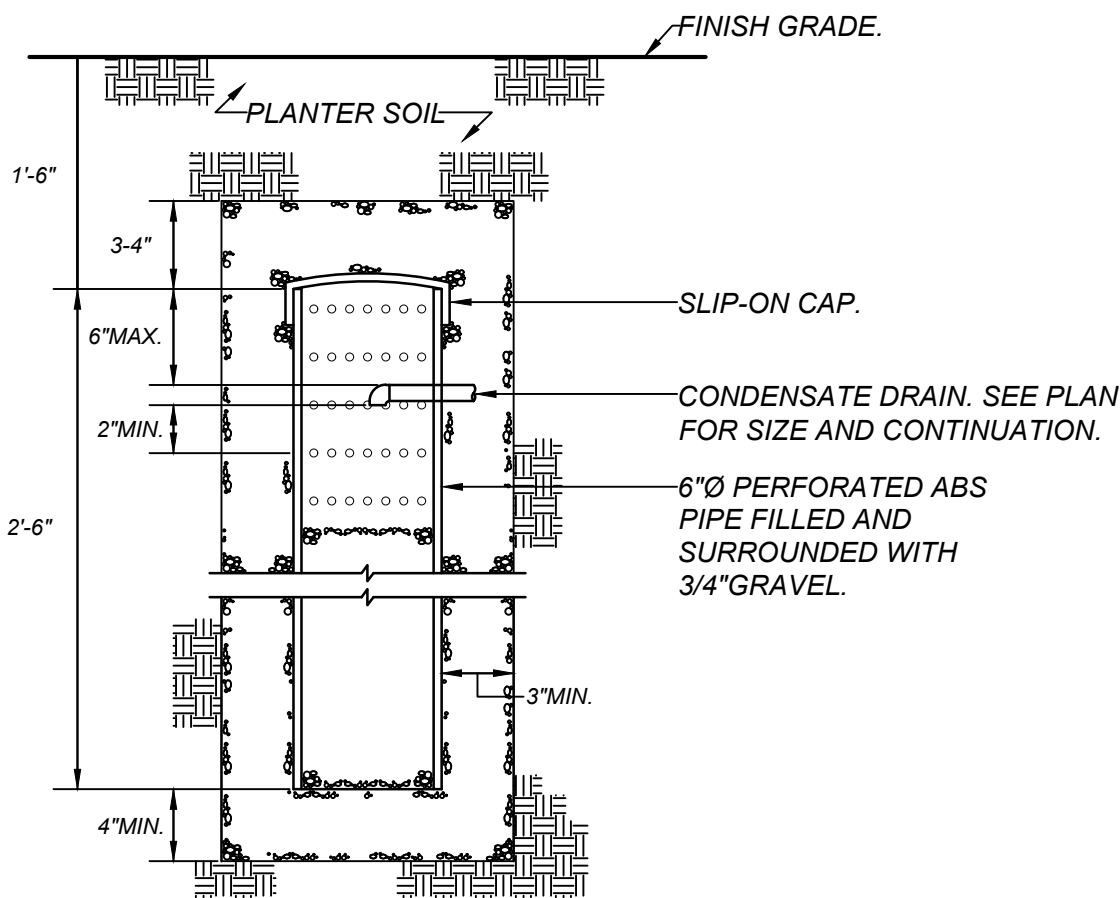 FINISH GRADE.
PLANTER SOIL
1'-6"
3-4"
SLIP-ON CAP.
6"MAX.
CONDENSATE DRAIN. SEE PLAN
FOR SIZE AND CONTINUATION.
2"MIN.
6"Ø PERFORATED ABS
PIPE FILLED AND
SURROUNDED WITH
3/4"GRAVEL.
2'-6"
3"MIN.
4"MIN.